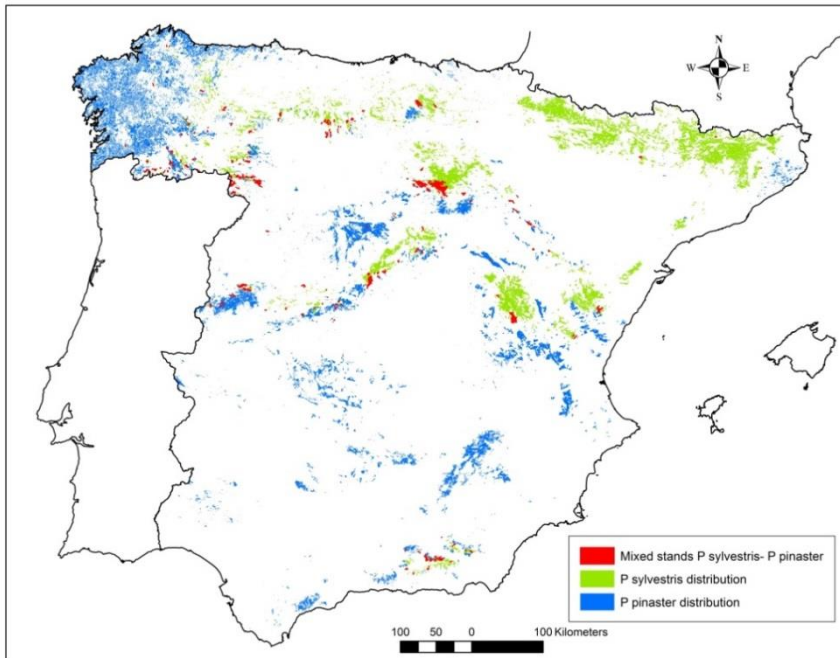 N
W E
S
Mixed stands P sylvestris- P pinaster
P sylvestris distribution
P pinaster distribution
100 50 0 100 Kilometers